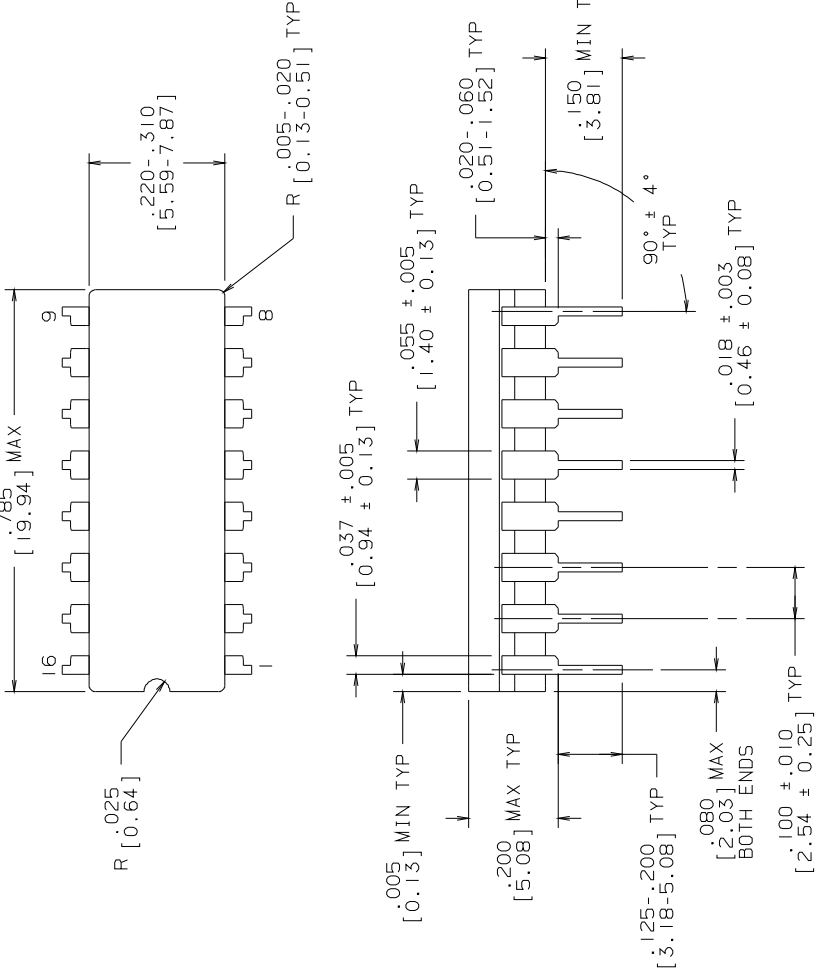 .785
[19.94] MAX
.220-.310
[5.59-7.87]
R .005-.020
[0.13-0.51] TYP
9
8
16
1
R .025
[0.64]
.037 ±.005
[0.94 ± 0.13] TYP
.055 ±.005
[1.40 ± 0.13] TYP
.020-.060
[0.51-1.52] TYP
.150
[3.81] MIN
90° ± 4°
TYP
.018 ±.003
[0.46 ± 0.08] TYP
.005
[0.13] MIN TYP
.200
[5.08] MAX TYP
.125-.200
[3.18-5.08] TYP
.080
[2.03] MAX
BOTH ENDS
.100 ±.010
[2.54 ± 0.25] TYP